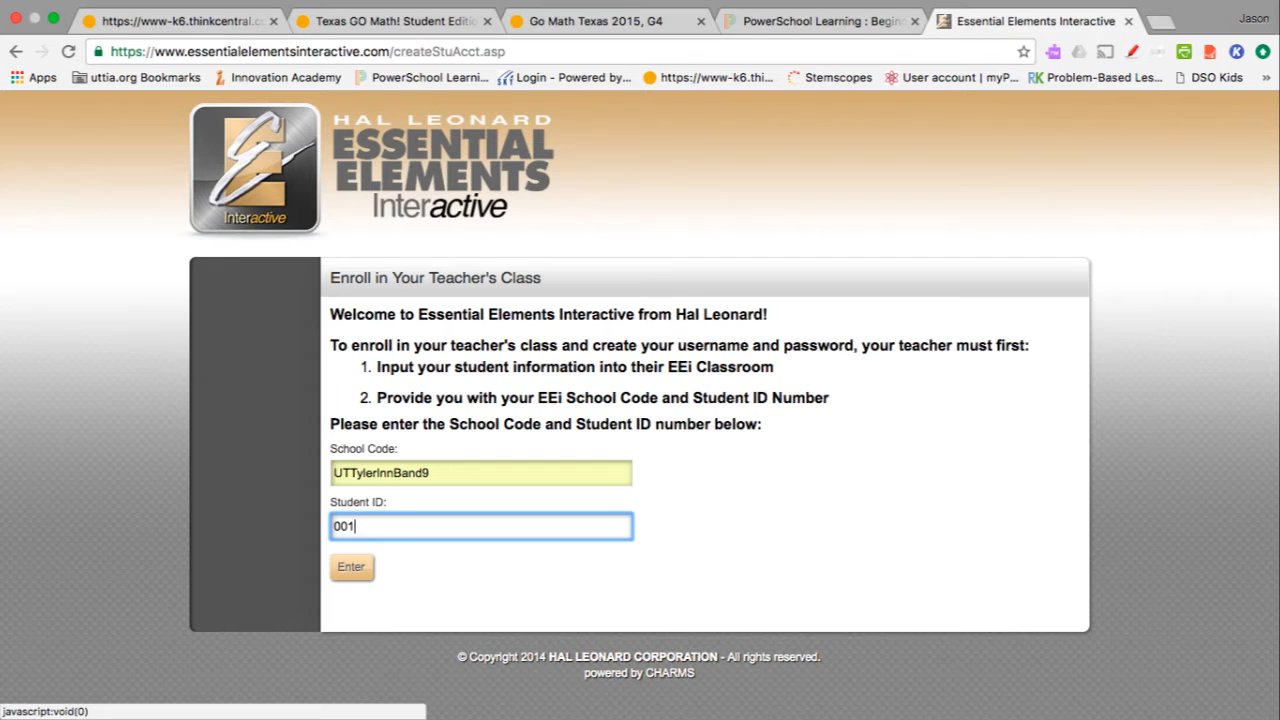 https://www-k6.thinkcentral.c
Texas GO Math! Student Editio
Go Math Texas 2015, G4
PowerSchool Learning : Begin
Essential Elements Interactive
Jason
https://www.essentialelementsinteractive.com/createStuAcct.asp
Apps
uttia.org Bookmarks
Innovation Academy
PowerSchool Learni...
Login - Powered by...
https://www-k6.thi...
Stemscopes
User account | myP...
RK Problem-Based Les...
DSO Kids
»
E
Interactive
HAL LEONARD
ESSENTIAL
ELEMENTS
Interactive
Enroll in Your Teacher's Class
Welcome to Essential Elements Interactive from Hal Leonard!
To enroll in your teacher's class and create your username and password, your teacher must first:
1. Input your student information into their EEi Classroom
2. Provide you with your EEi School Code and Student ID Number
Please enter the School Code and Student ID number below:
School Code:
UTTylerInnBand9
Student ID:
001
Enter
© Copyright 2014 HAL LEONARD CORPORATION - All rights reserved.
powered by CHARMS
javascript:void(0)